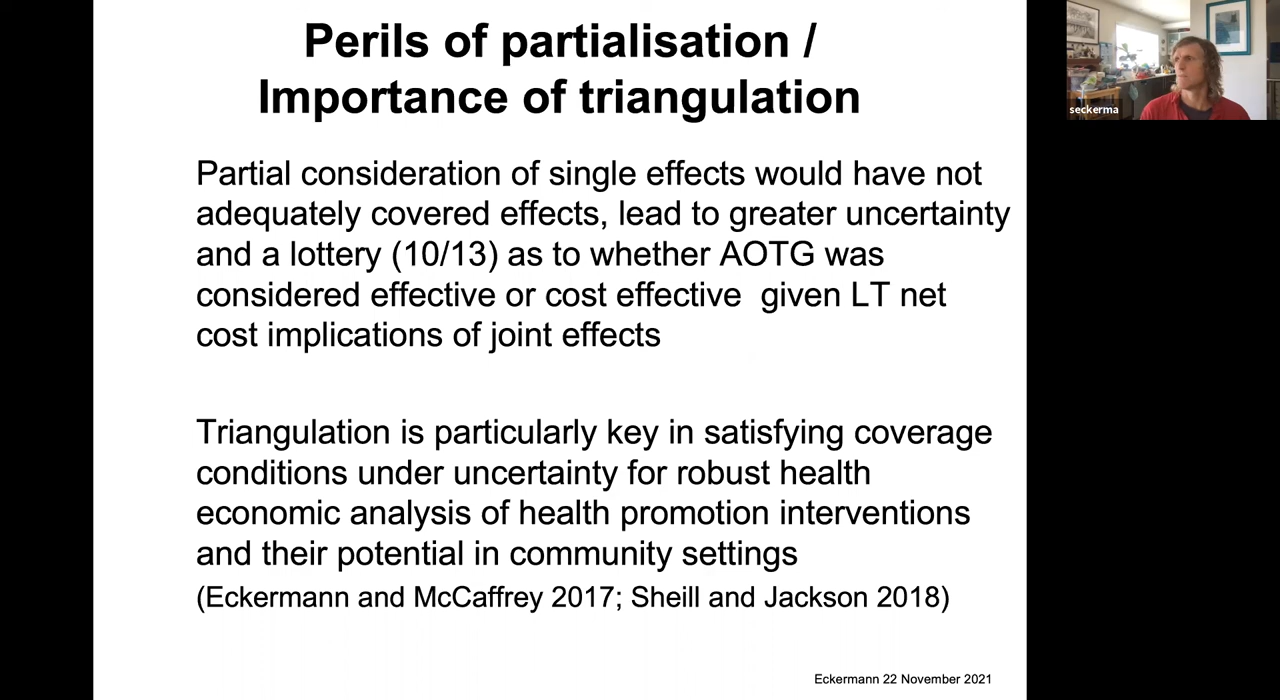 Perils of partialisation /
Importance of triangulation
Partial consideration of single effects would have not
adequately covered effects, lead to greater uncertainty
and a lottery (10/13) as to whether AOTG was
considered effective or cost effective  given LT net
cost implications of joint effects
Triangulation is particularly key in satisfying coverage
conditions under uncertainty for robust health
economic analysis of health promotion interventions
and their potential in community settings
(Eckermann and McCaffrey 2017; Sheill and Jackson 2018)
Eckermann 22 November 2021
seckerma